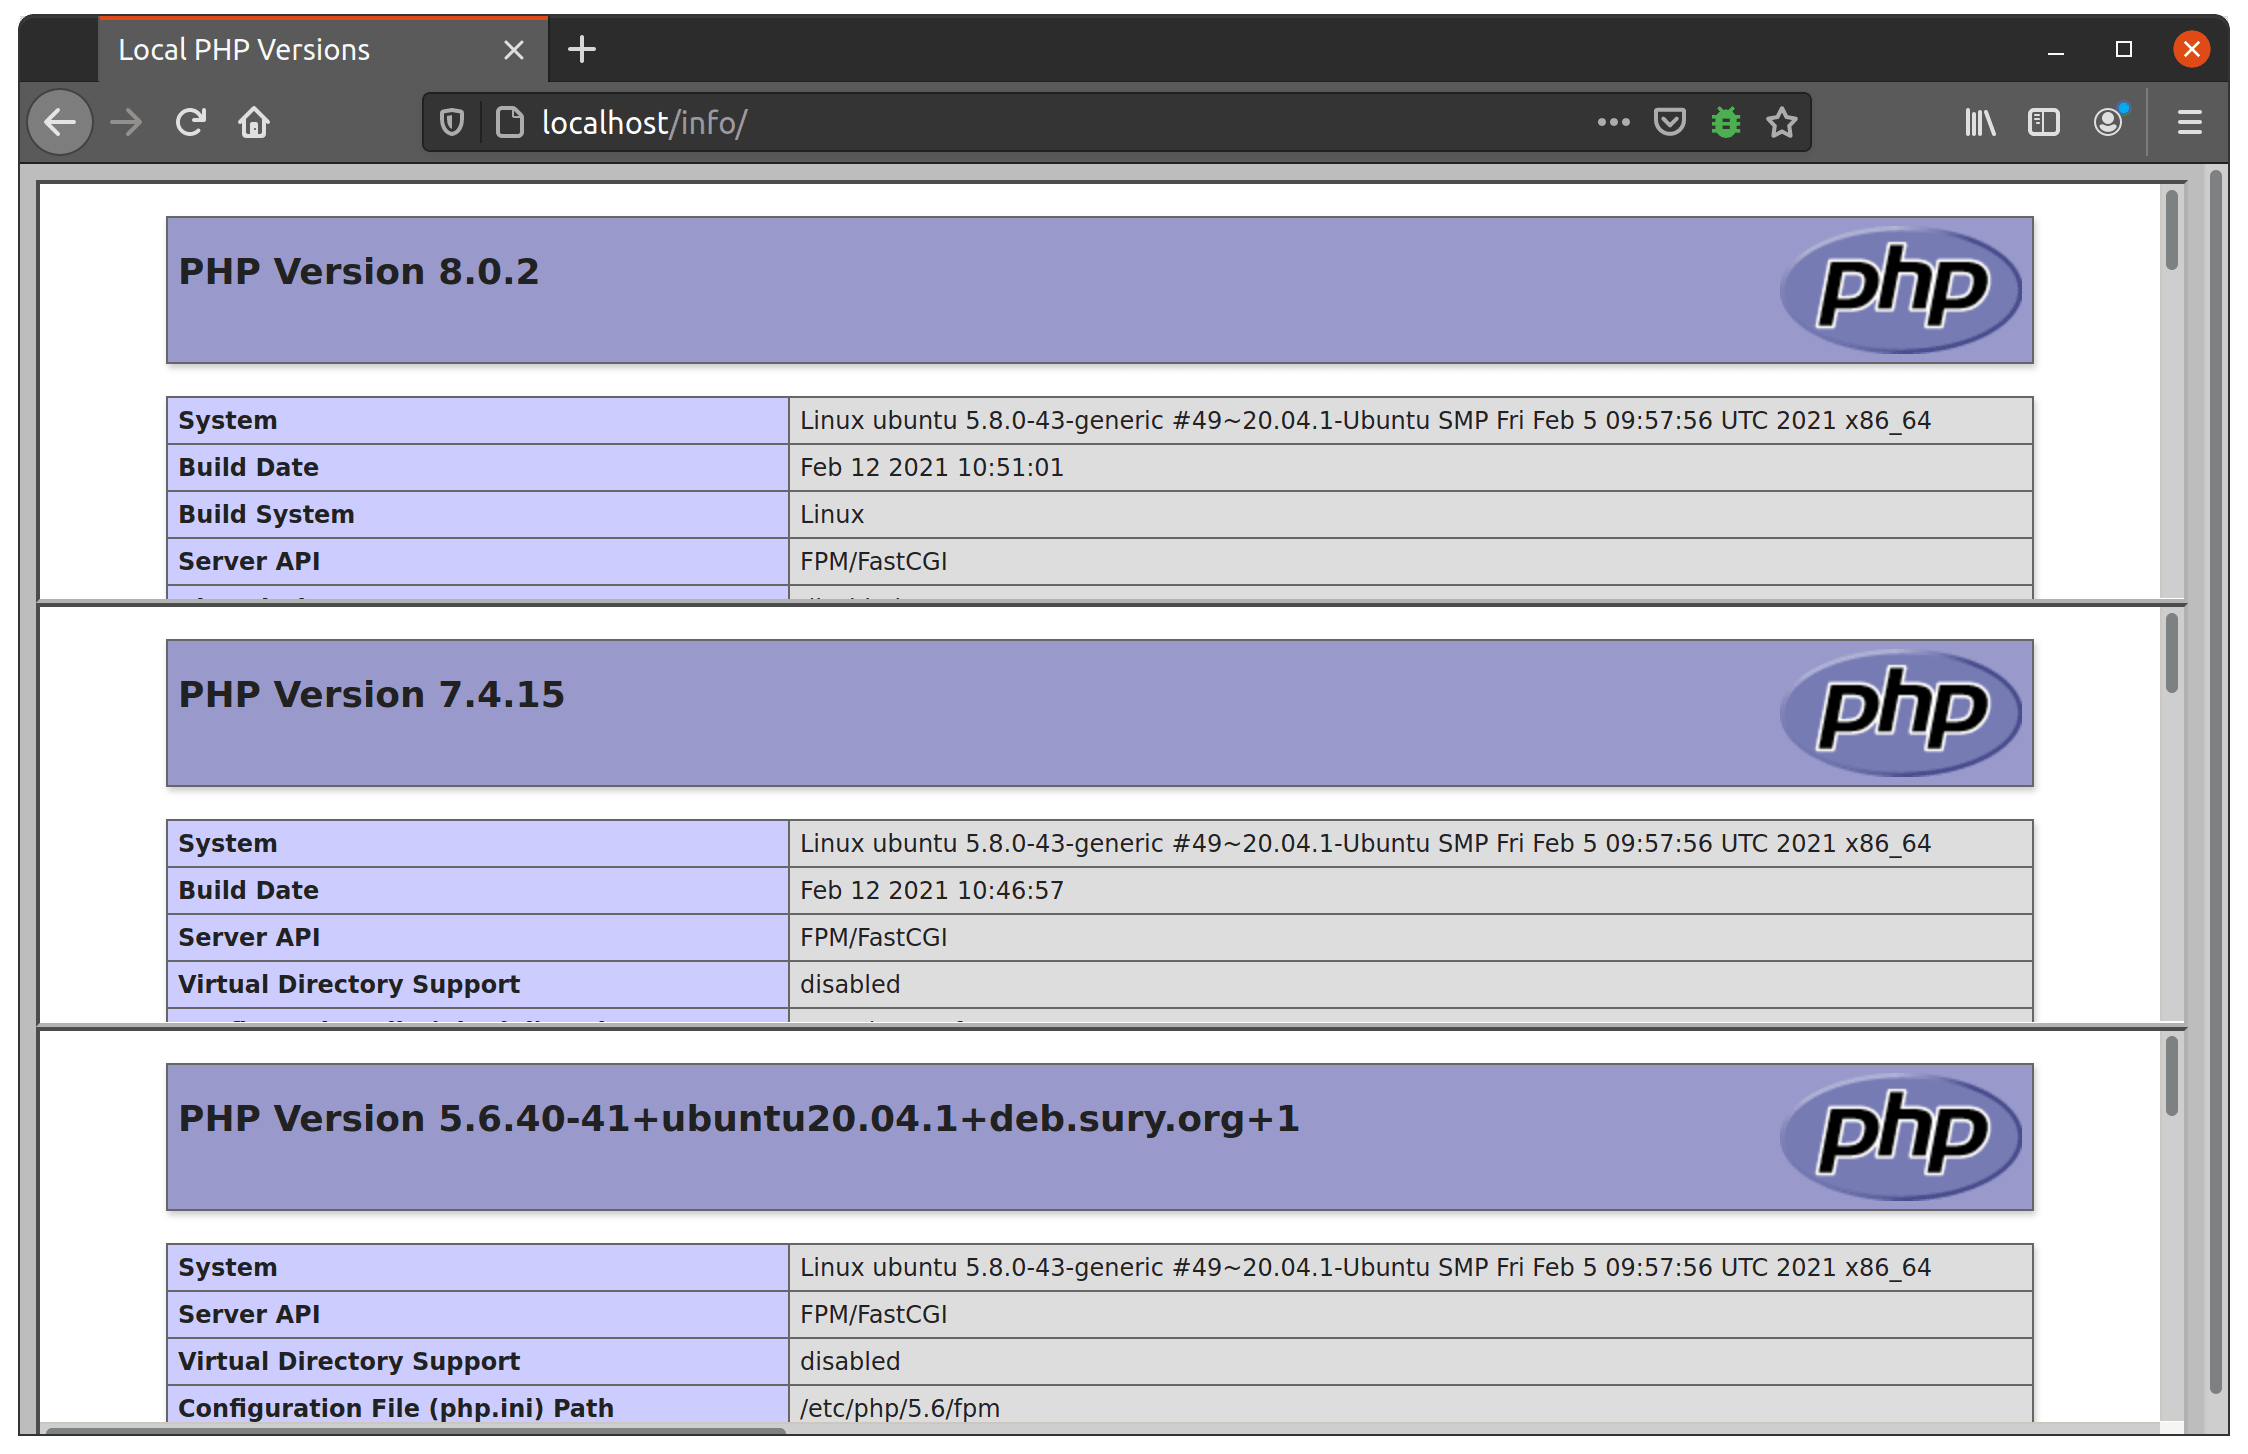 Local PHP Versions
localhost/info/
PHP Version 8.0.2
php
System Linux ubuntu 5.8.0-43-generic #49~20.04.1-Ubuntu SMP Fri Feb 5 09:57:56 UTC 2021 x86_64
Build Date Feb 12 2021 10:51:01
Build System Linux
Server API FPM/FastCGI
PHP Version 7.4.15
php
System Linux ubuntu 5.8.0-43-generic #49~20.04.1-Ubuntu SMP Fri Feb 5 09:57:56 UTC 2021 x86_64
Build Date Feb 12 2021 10:46:57
Server API FPM/FastCGI
Virtual Directory Support disabled
PHP Version 5.6.40-41+ubuntu20.04.1+deb.sury.org+1
php
System Linux ubuntu 5.8.0-43-generic #49~20.04.1-Ubuntu SMP Fri Feb 5 09:57:56 UTC 2021 x86_64
Server API FPM/FastCGI
Virtual Directory Support disabled
Configuration File (php.ini) Path /etc/php/5.6/fpm